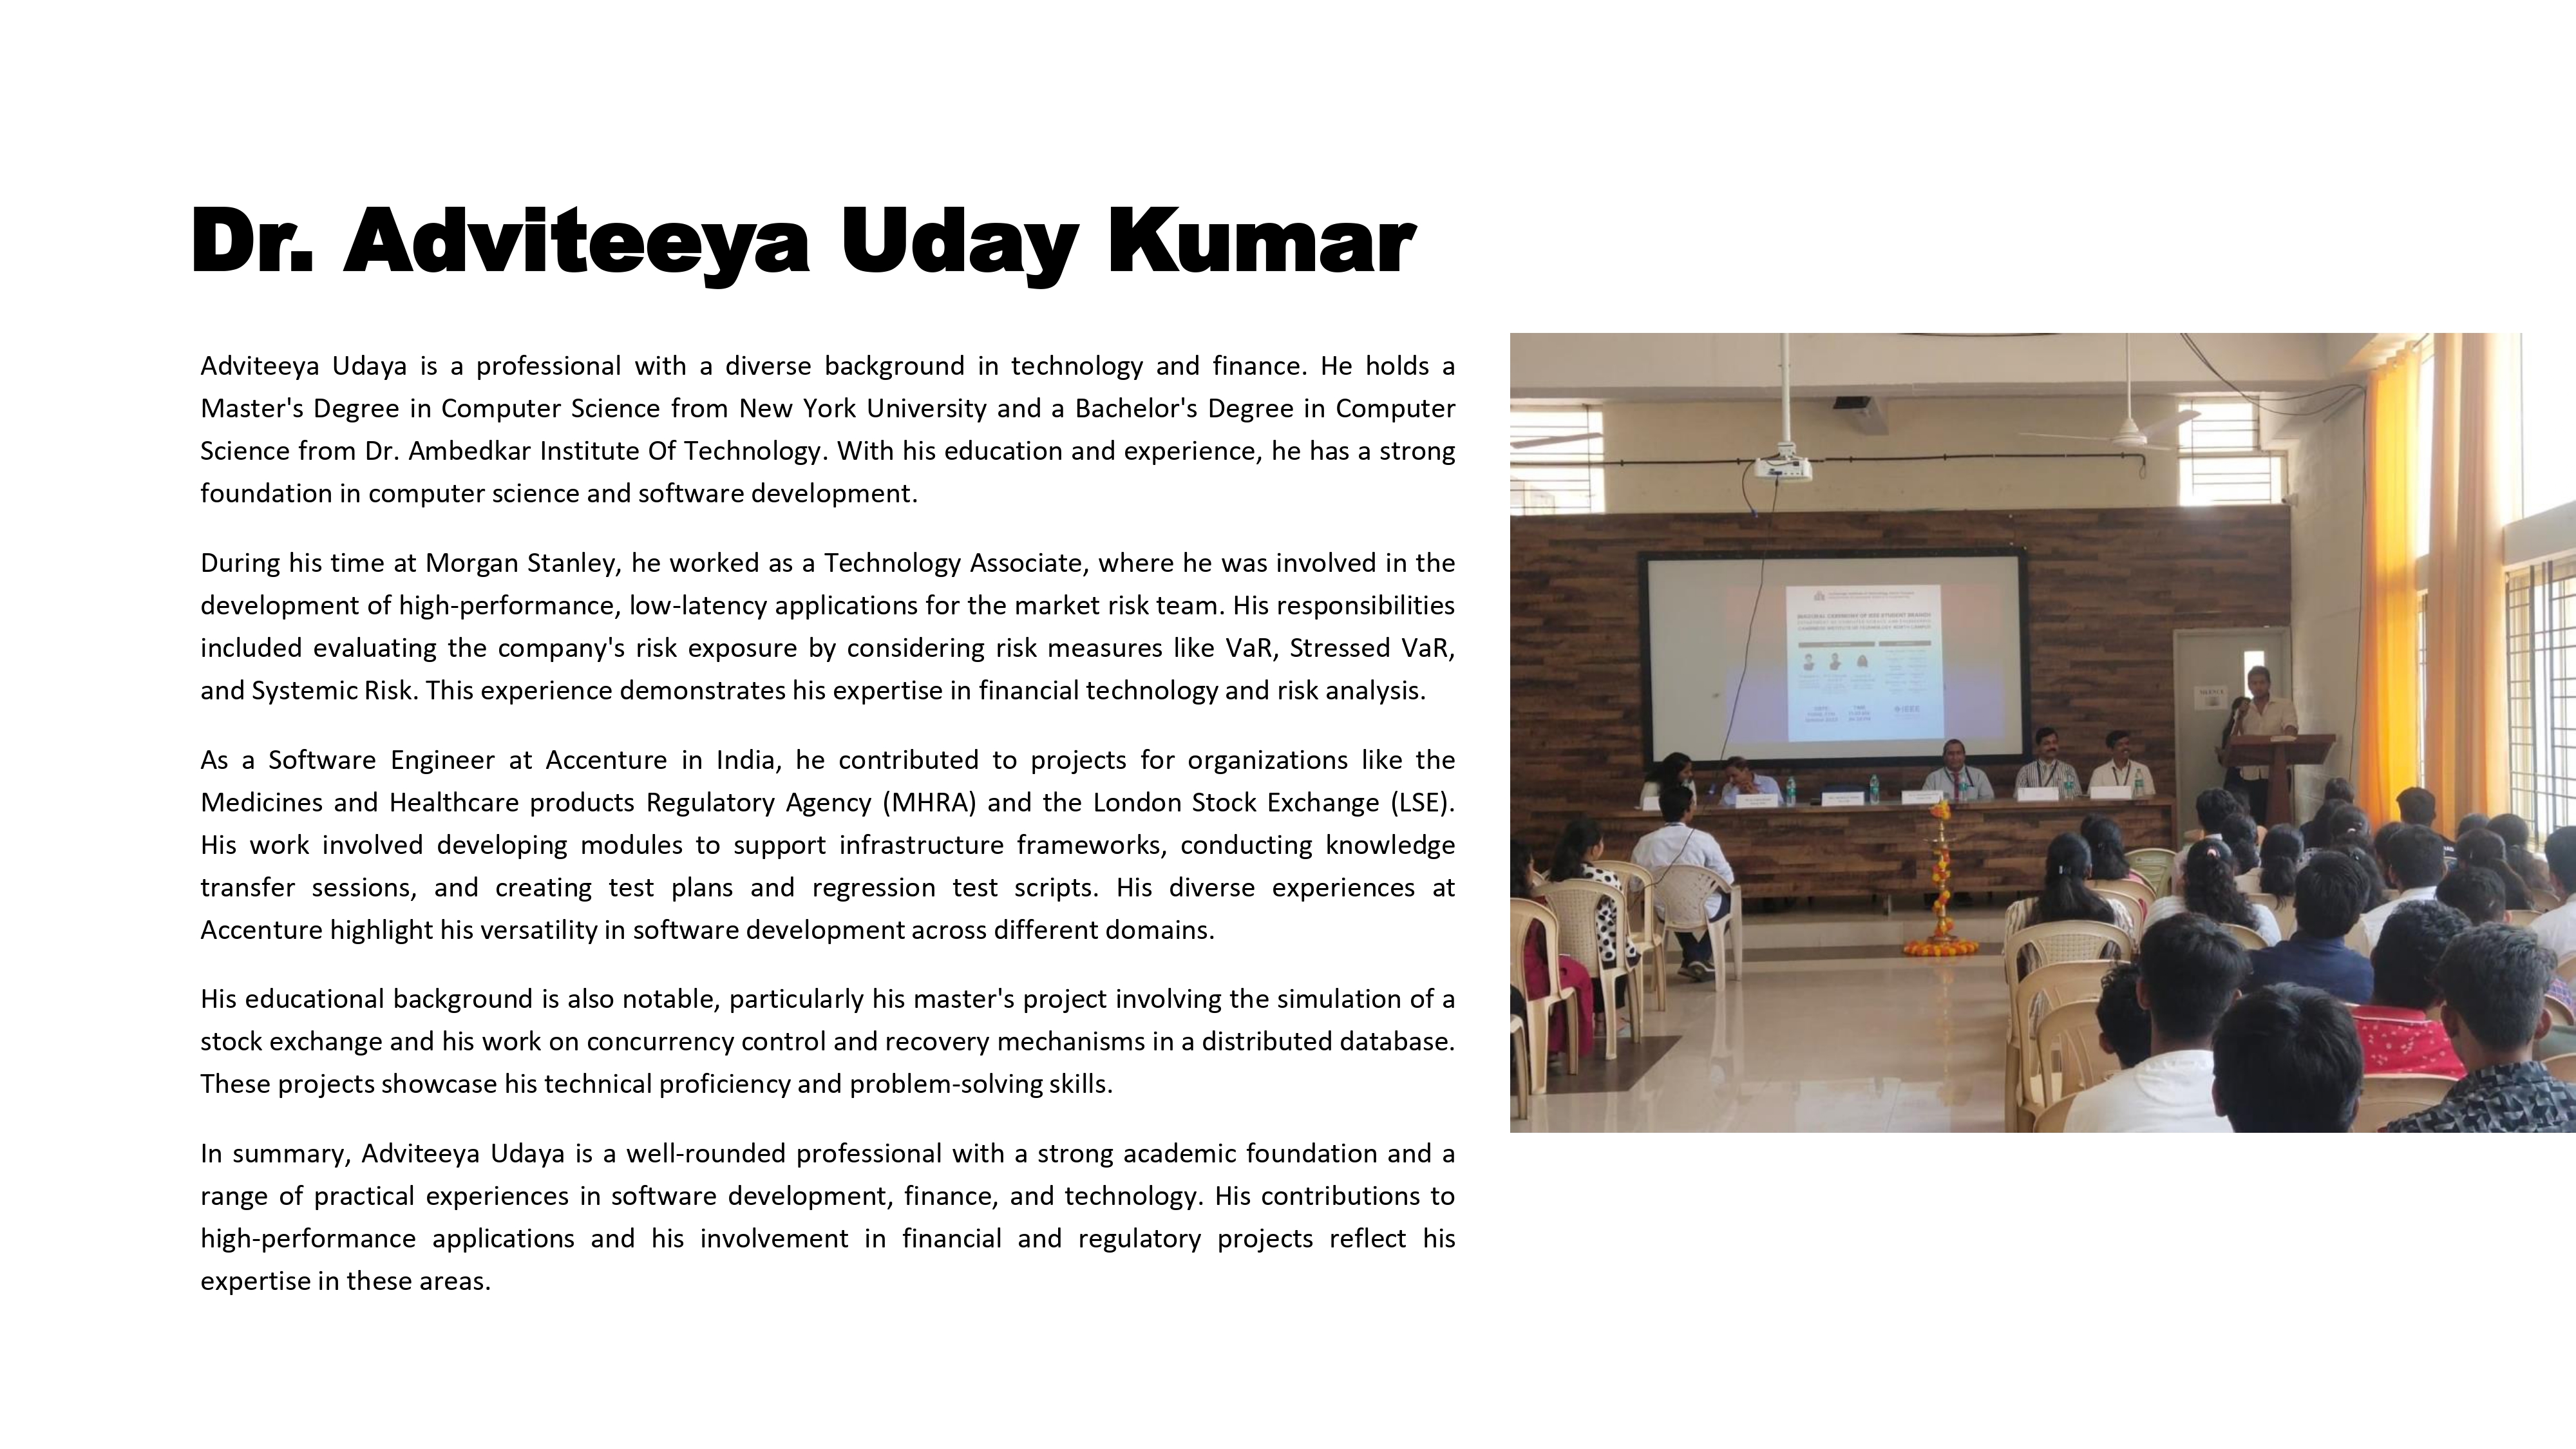 Dr. Adviteeya Uday Kumar
Adviteeya Udaya is a professional with a diverse background in technology and finance. He holds a
Master's Degree in Computer Science from New York University and a Bachelor's Degree in Computer
Science from Dr. Ambedkar Institute Of Technology. With his education and experience, he has a strong
foundation in computer science and software development.
During his time at Morgan Stanley, he worked as a Technology Associate, where he was involved in the
development of high-performance, low-latency applications for the market risk team. His responsibilities
included evaluating the company's risk exposure by considering risk measures like VaR, Stressed VaR,
and Systemic Risk. This experience demonstrates his expertise in financial technology and risk analysis.
As a Software Engineer at Accenture in India, he contributed to projects for organizations like the
Medicines and Healthcare products Regulatory Agency (MHRA) and the London Stock Exchange (LSE).
His work involved developing modules to support infrastructure frameworks, conducting knowledge
transfer sessions, and creating test plans and regression test scripts. His diverse experiences at
Accenture highlight his versatility in software development across different domains.
His educational background is also notable, particularly his master's project involving the simulation of a
stock exchange and his work on concurrency control and recovery mechanisms in a distributed database.
These projects showcase his technical proficiency and problem-solving skills.
In summary, Adviteeya Udaya is a well-rounded professional with a strong academic foundation and a
range of practical experiences in software development, finance, and technology. His contributions to
high-performance applications and his involvement in financial and regulatory projects reflect his
expertise in these areas.
INAUGURAL CEREMONY OF IEEE STUDENT BRANCH
IEEE
SILENCE